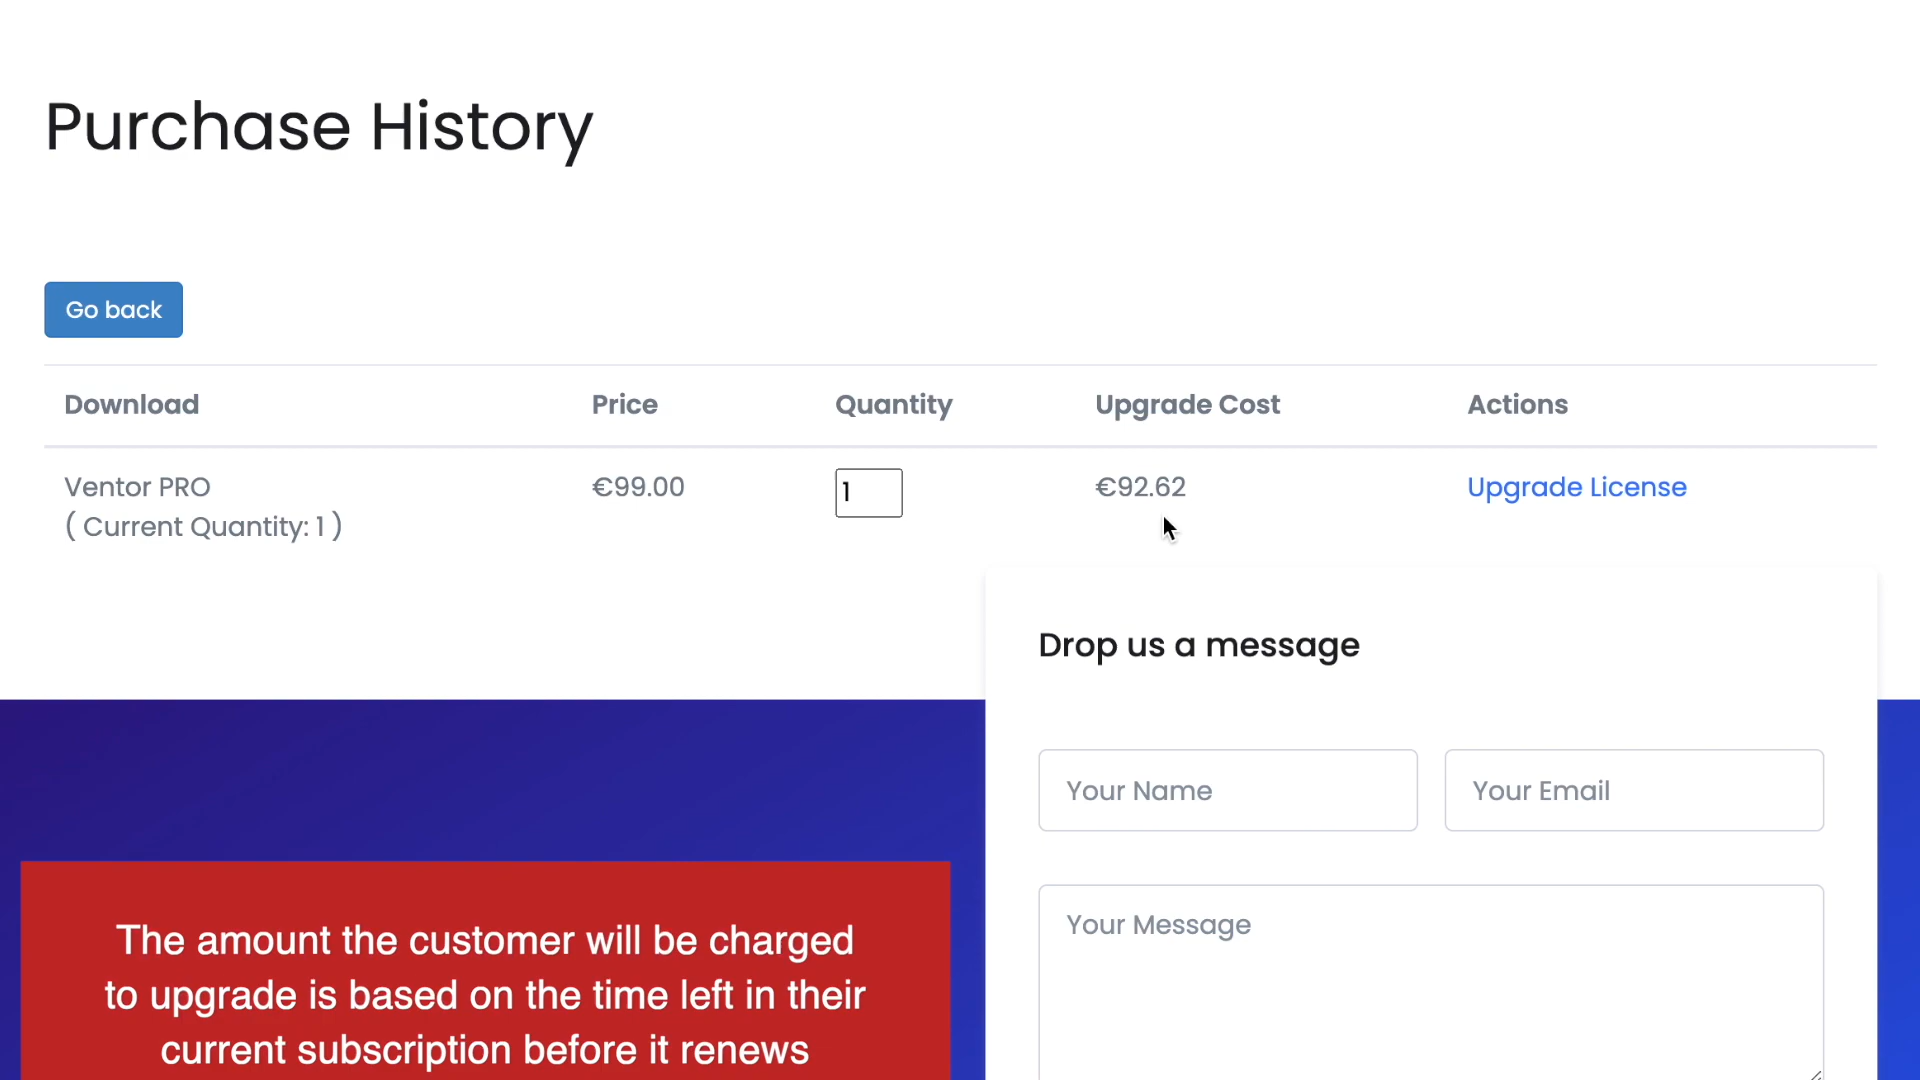 Purchase History
Go back
Download Price Quantity Upgrade Cost Actions
Ventor PRO €99.00 1 €92.62 Upgrade License
( Current Quantity: 1 )
Drop us a message
Your Name Your Email
Your Message
The amount the customer will be charged
to upgrade is based on the time left in their
current subscription before it renews